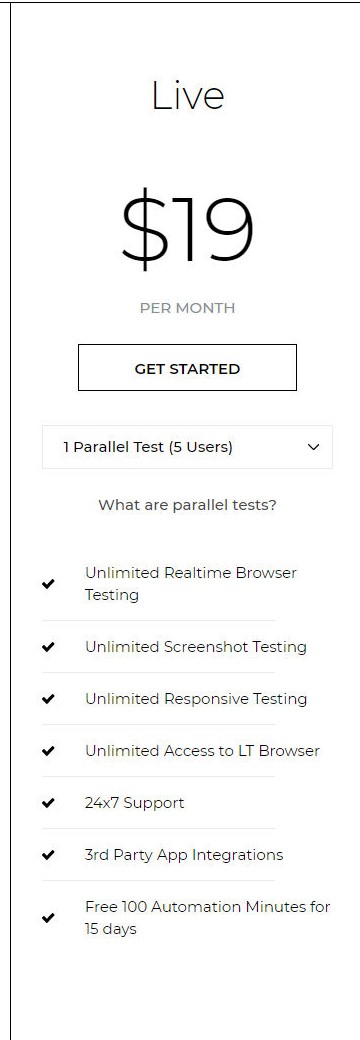 Live
$19
PER MONTH
GET STARTED
1 Parallel Test (5 Users)
What are parallel tests?
Unlimited Realtime Browser
Testing
Unlimited Screenshot Testing
Unlimited Responsive Testing
Unlimited Access to LT Browser
24x7 Support
3rd Party App Integrations
Free 100 Automation Minutes for
15 days